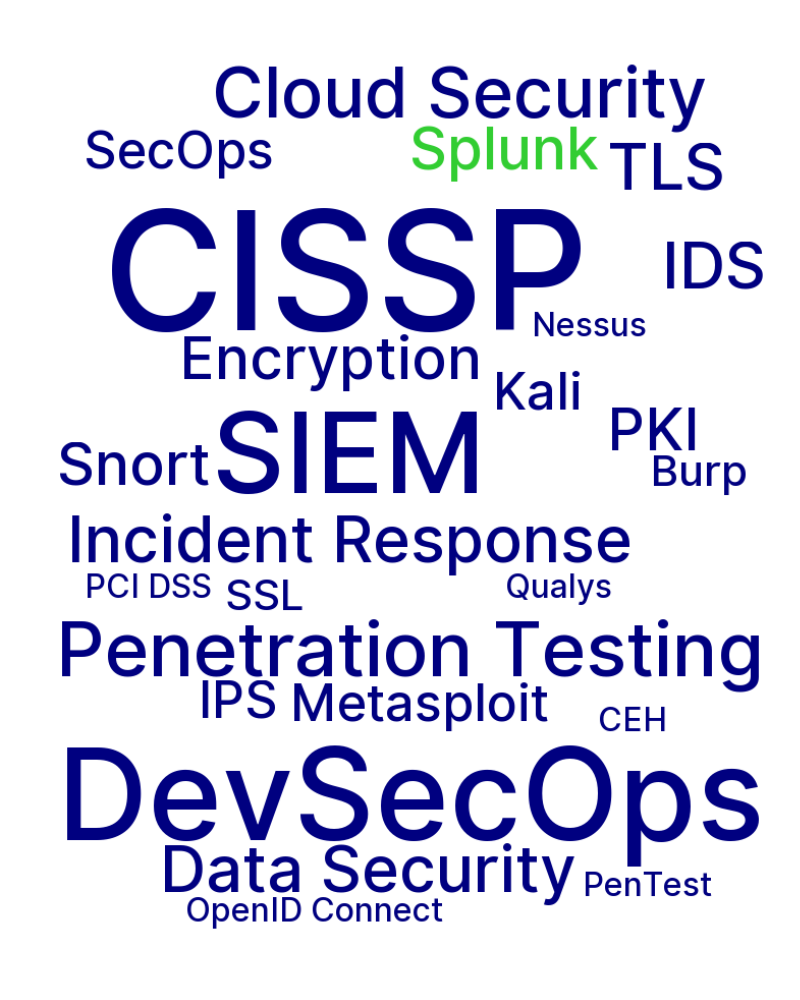 Cloud Security
SecOps
Splunk
TLS
CISSP
IDS
Nessus
Encryption
Kali
SIEM
PKI
Snort
Burp
Incident Response
PCI DSS
SSL
Qualys
Penetration Testing
IPS
Metasploit
CEH
DevSecOps
Data Security
PenTest
OpenID Connect